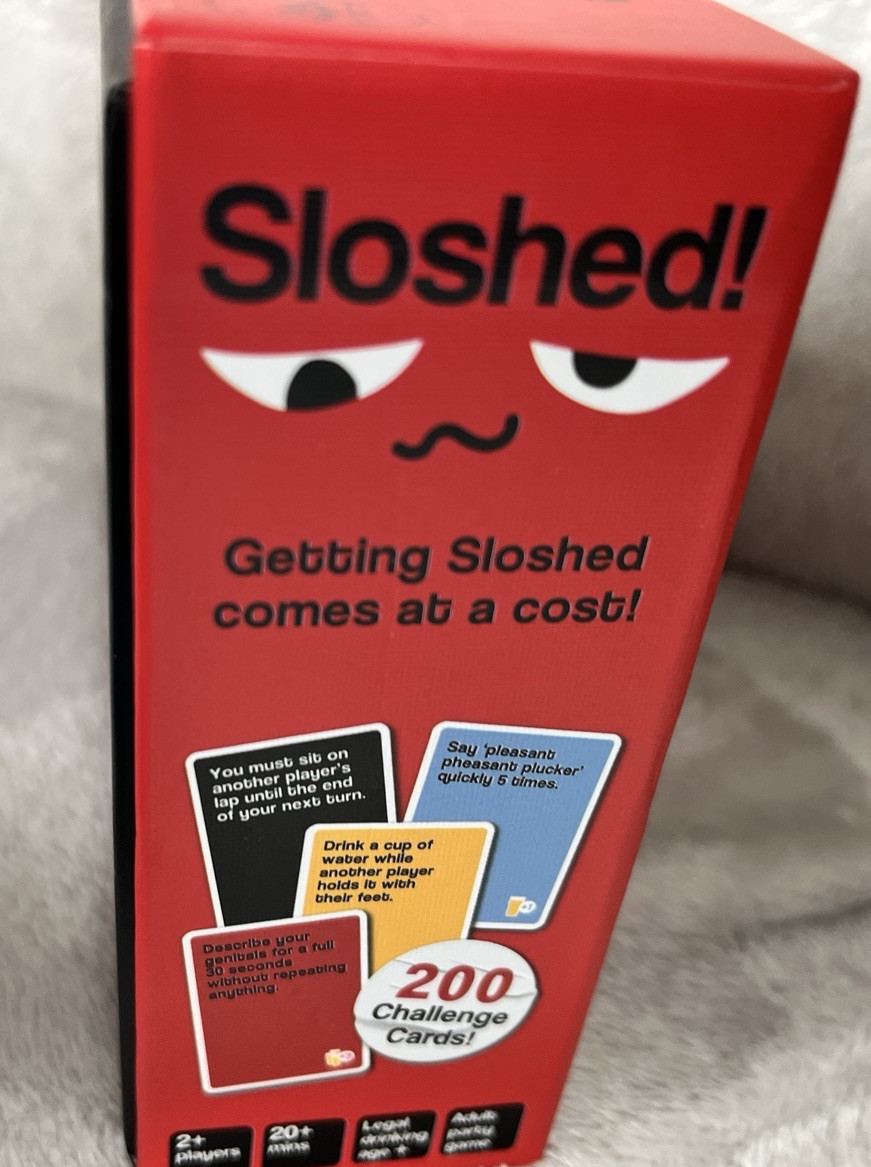 Sloshed!
Getting Sloshed
comes at a cost!
You must sit on
another player's
lap until the end
of your next turn.
Say 'pleasant
pheasant plucker'
quickly 5 times.
Drink a cup of
water while
another player
holds it with
their feet.
Describe your
genitals for a full
30 seconds
without repeating
anything.
200
Challenge
Cards!
2+
players
20+
mins
Legal
drinking
age +
Adult
party
game